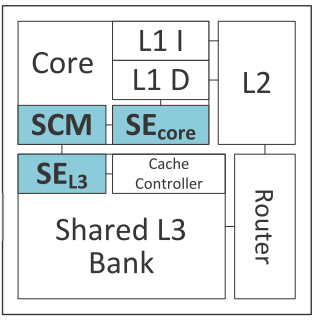 Core
L1 I
L1 D
L2
SCM
SEcore
SEL3
Cache
Controller
Shared L3
Bank
Router